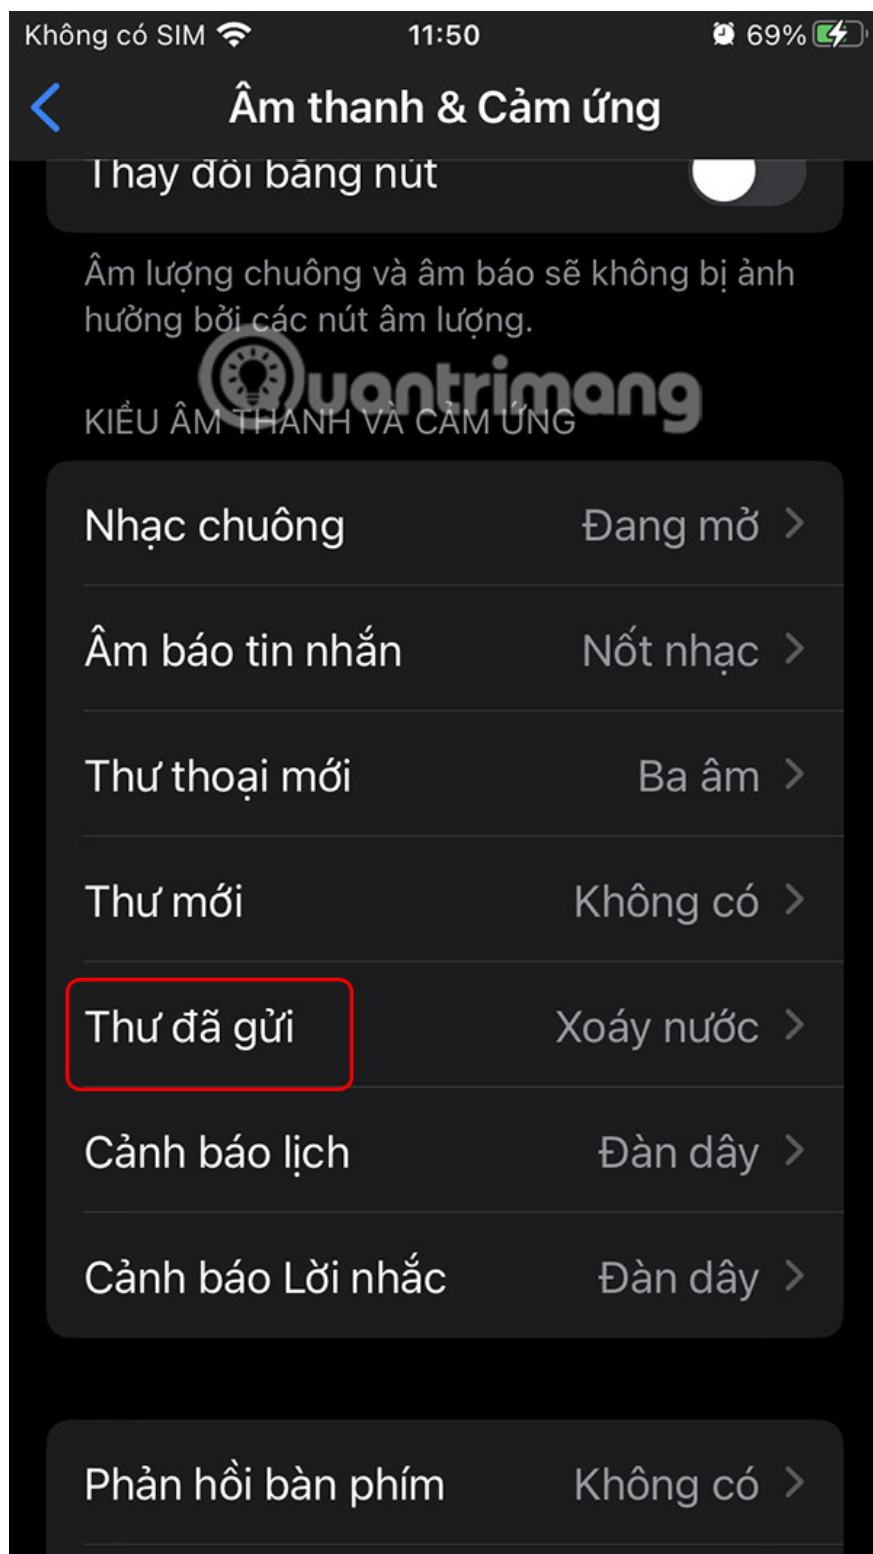 Không có SIM 11:50 69%
Âm thanh & Cảm ứng
Thay đổi bằng nút
Âm lượng chuông và âm báo sẽ không bị ảnh
hưởng bởi các nút âm lượng.
Quantrimang
KIỂU ÂM THANH VÀ CẢM ỨNG
Nhạc chuông Đang mở
Âm báo tin nhắn Nốt nhạc
Thư thoại mới Ba âm
Thư mới Không có
Thư đã gửi Xoáy nước
Cảnh báo lịch Đàn dây
Cảnh báo Lời nhắc Đàn dây
Phản hồi bàn phím Không có